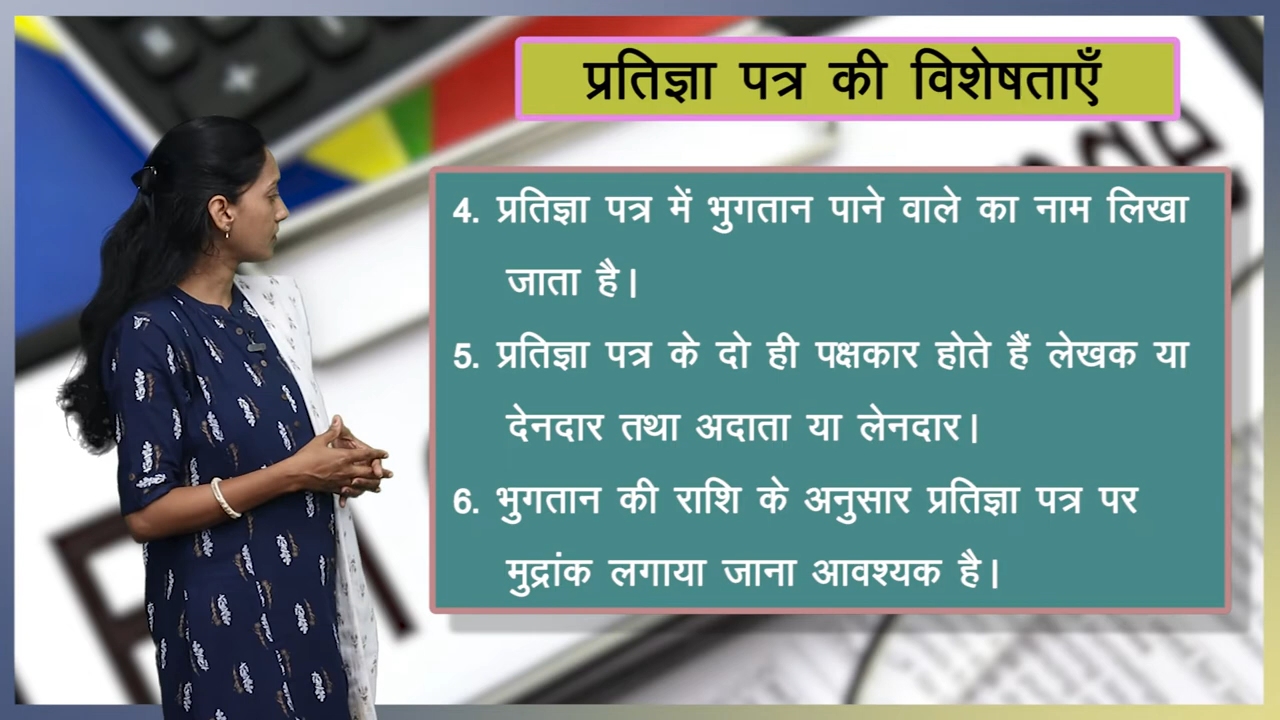 प्रतिज्ञा पत्र की विशेषताएँ
4. प्रतिज्ञा पत्र में भुगतान पाने वाले का नाम लिखा
जाता है।
5. प्रतिज्ञा पत्र के दो ही पक्षकार होते हैं लेखक या
देनदार तथा अदाता या लेनदार।
6. भुगतान की राशि के अनुसार प्रतिज्ञा पत्र पर
मुद्रांक लगाया जाना आवश्यक है।